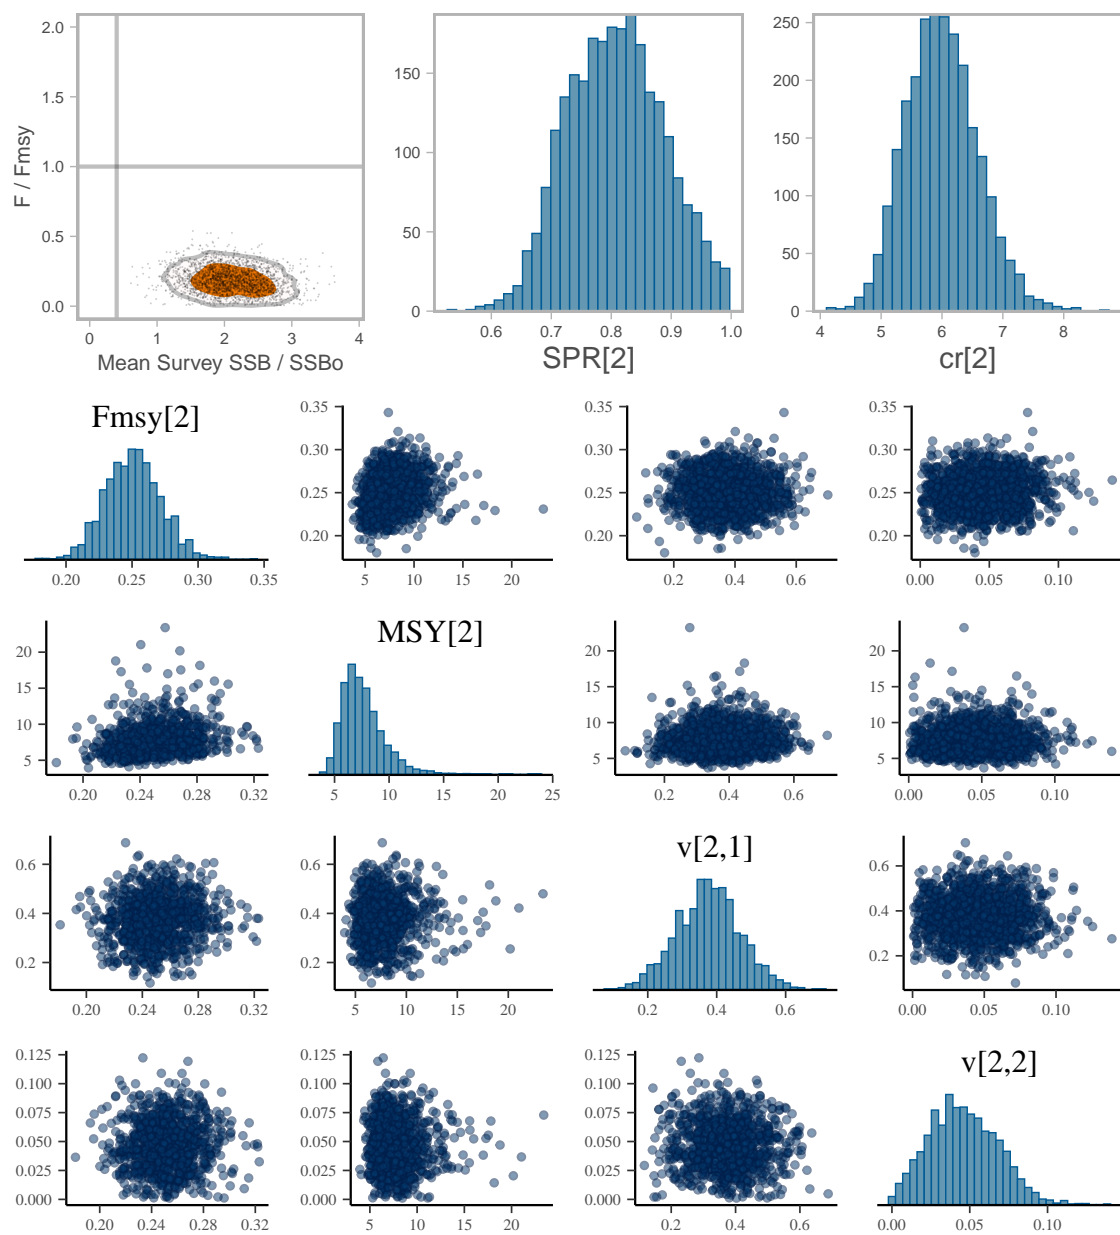 2.0
1.5
1.0
0.5
0.0
F / Fmsy
0 1 2 3 4
Mean Survey SSB / SSBo
150
100
50
0
0.6 0.7 0.8 0.9 1.0
SPR[2]
250
200
150
100
50
0
4 5 6 7 8
cr[2]
Fmsy[2]
0.20 0.25 0.30 0.35
0.35
0.30
0.25
0.20
5 10 15 20
0.35
0.30
0.25
0.20
0.2 0.4 0.6
0.35
0.30
0.25
0.20
0.00 0.05 0.10
20
15
10
5
0.20 0.24 0.28 0.32
MSY[2]
5 10 15 20 25
20
15
10
5
0.2 0.4 0.6
20
15
10
5
0.00 0.05 0.10
0.6
0.4
0.2
0.20 0.24 0.28 0.32
0.6
0.4
0.2
5 10 15 20
v[2,1]
0.2 0.4 0.6
0.6
0.4
0.2
0.00 0.05 0.10
0.125
0.100
0.075
0.050
0.025
0.000
0.20 0.24 0.28 0.32
0.125
0.100
0.075
0.050
0.025
0.000
5 10 15 20
0.125
0.100
0.075
0.050
0.025
0.000
0.2 0.4 0.6
v[2,2]
0.00 0.05 0.10